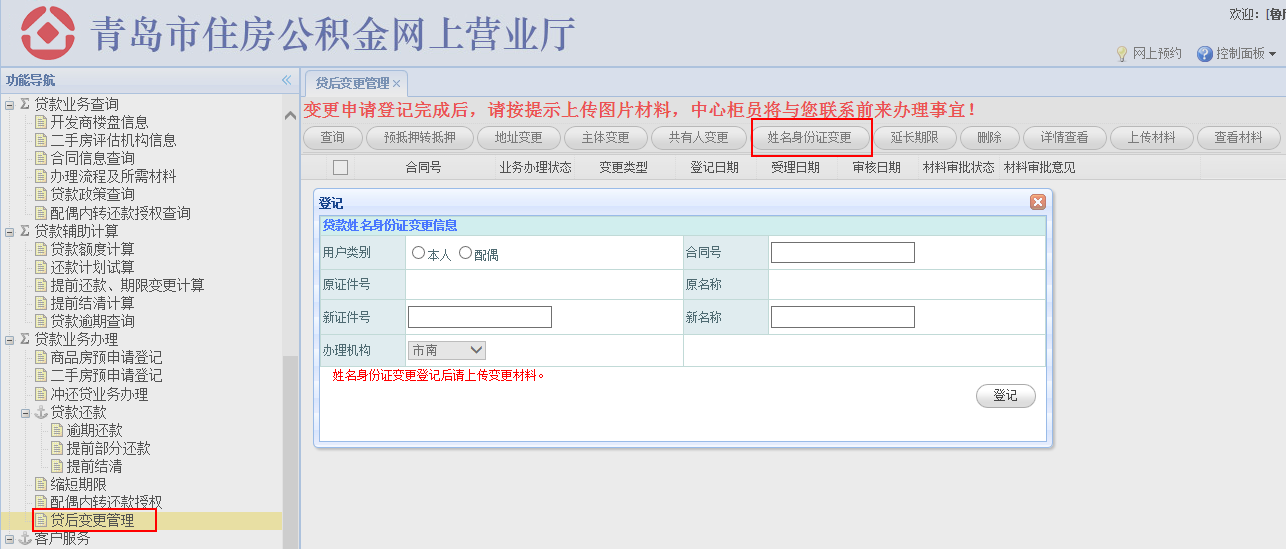 青岛市住房公积金网上营业厅
欢迎：[鲁
网上预约 控制面板
功能导航
贷款业务查询
开发商楼盘信息
二手房评估机构信息
合同信息查询
办理流程及所需材料
贷款政策查询
配偶内转还款授权查询
贷款辅助计算
贷款额度计算
还款计划试算
提前还款、期限变更计算
提前结清计算
贷款逾期查询
贷款业务办理
商品房预申请登记
二手房预申请登记
冲还贷业务办理
贷款还款
逾期还款
提前部分还款
提前结清
缩短期限
配偶内转还款授权
贷后变更管理
客户服务
贷后变更管理
变更申请登记完成后，请按提示上传图片材料，中心柜员将与您联系前来办理事宜！
查询 预抵押转抵押 地址变更 主体变更 共有人变更 姓名身份证变更 延长期限 删除 详情查看 上传材料 查看材料
合同号 业务办理状态 变更类型 登记日期 受理日期 审核日期 材料审批状态 材料审批意见
登记
贷款姓名身份证变更信息
用户类别 本人 配偶 合同号
原证件号 原名称
新证件号 新名称
办理机构 市南
姓名身份证变更登记后请上传变更材料。
登记